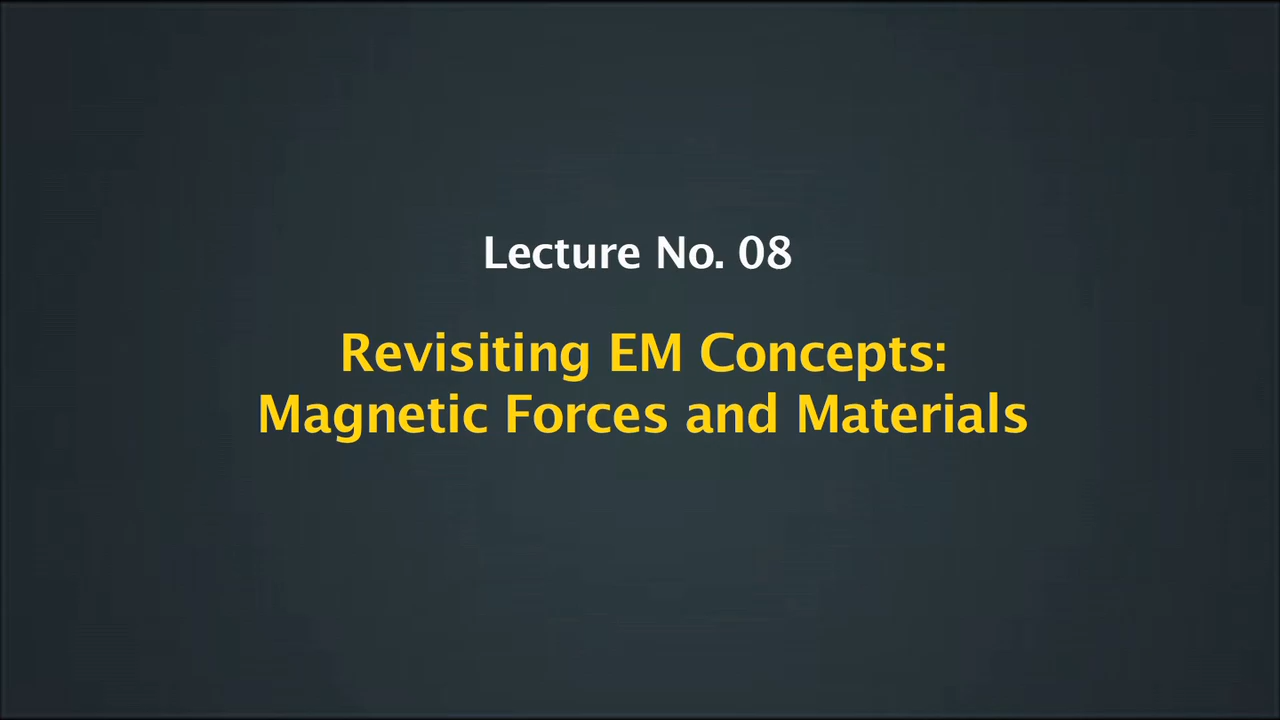 Lecture No. 08
Revisiting EM Concepts:
Magnetic Forces and Materials